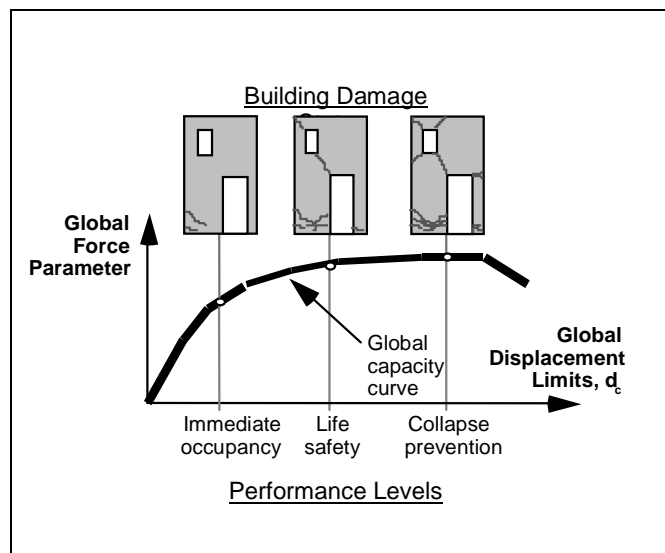 Building Damage
Global
Force
Parameter
Global
capacity
curve
Global
Displacement
Limits, dc
Immediate
occupancy
Life
safety
Collapse
prevention
Performance Levels